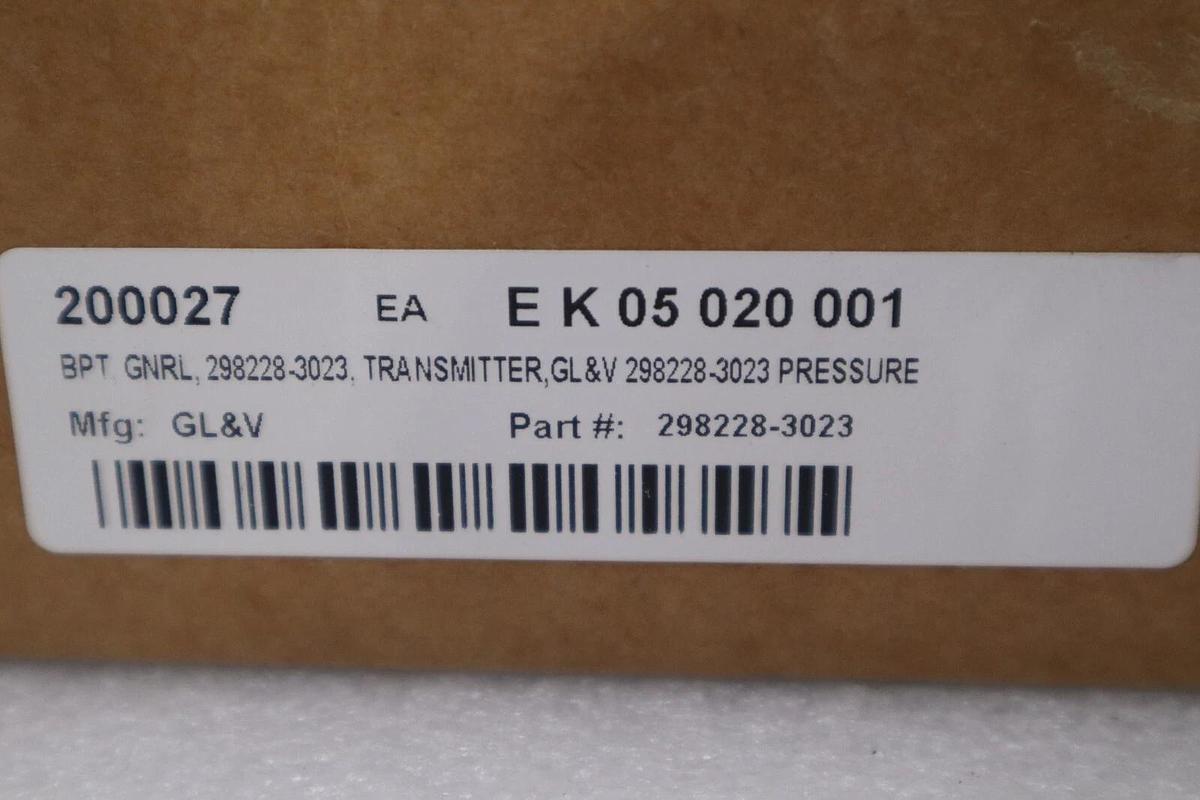 200027 EA E K 05 020 001
BPT, GNRL, 298228-3023, TRANSMITTER,GL&V 298228-3023 PRESSURE
Mfg: GL&V Part #: 298228-3023